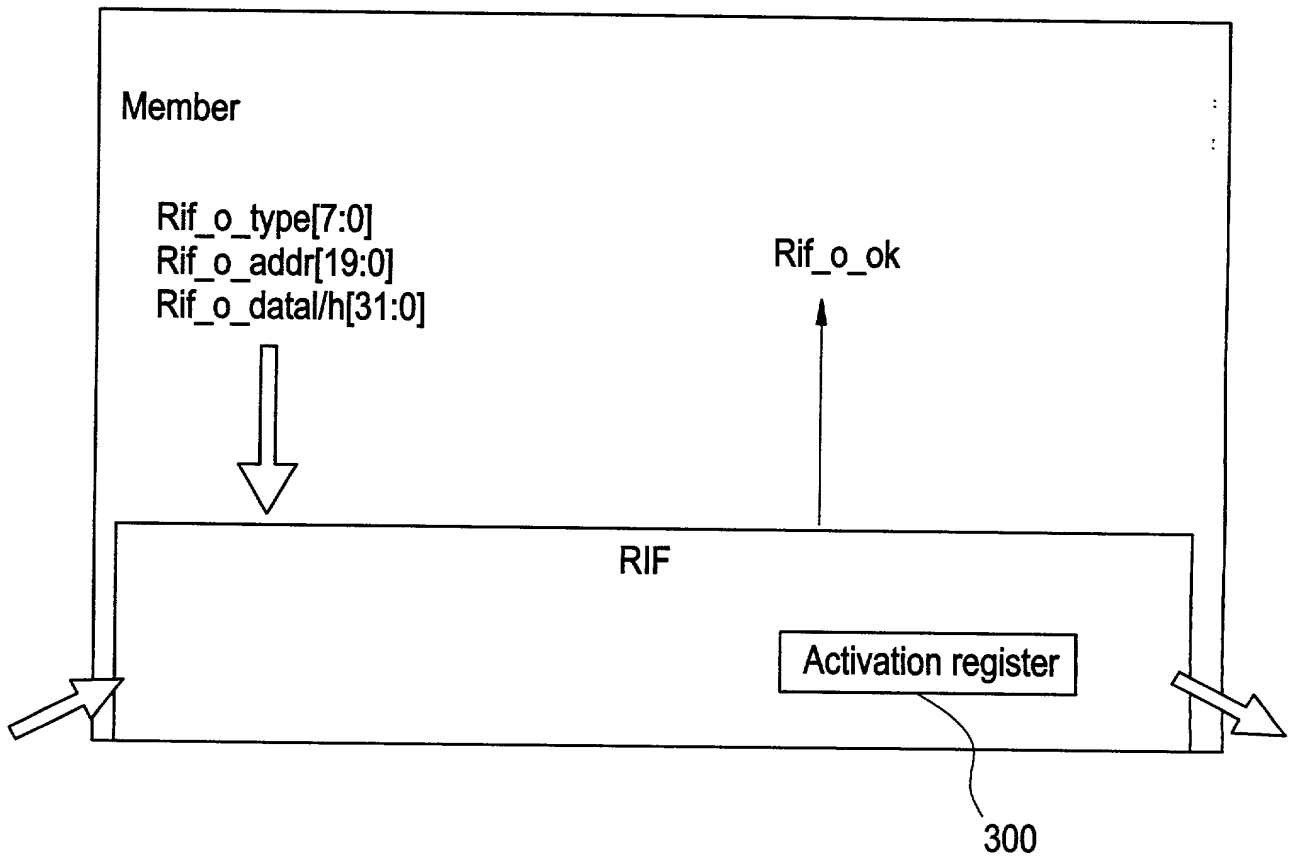 Member
Rif_o_type[7:0]
Rif_o_addr[19:0]
Rif_o_datal/h[31:0]
Rif_o_ok
RIF
Activation register
300